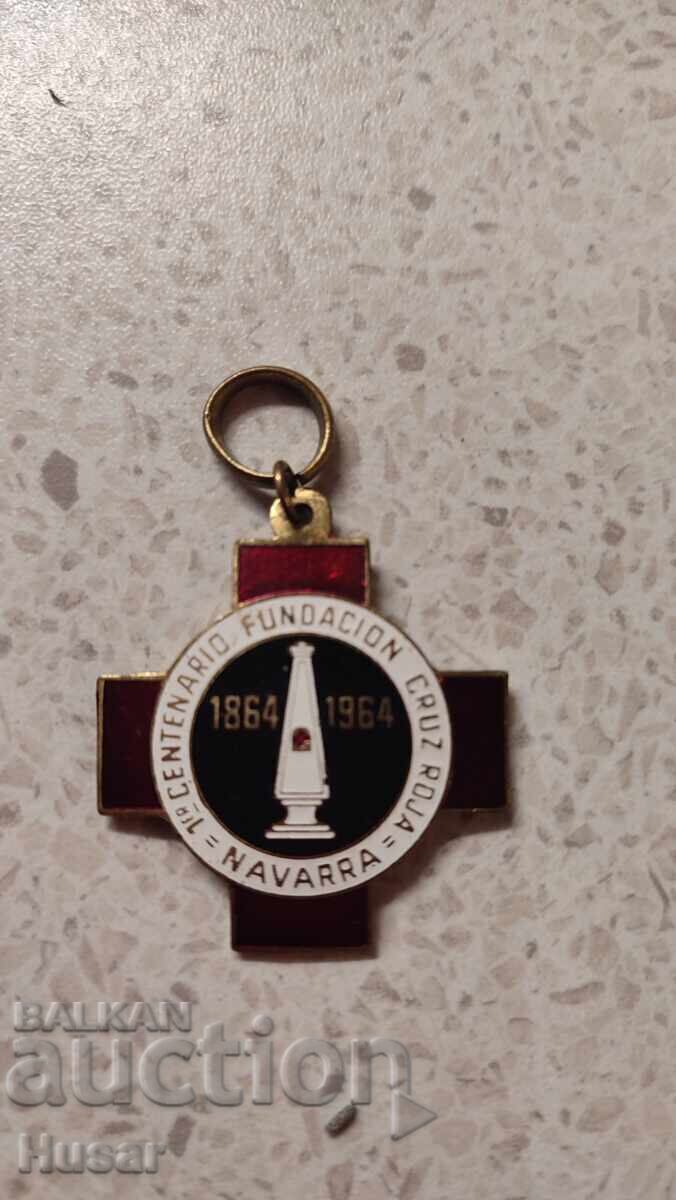 1ER CENTENARIO FUNDACION CRUZ ROJA
= NAVARRA =
1864 1964
BALKAN
auction
Husar